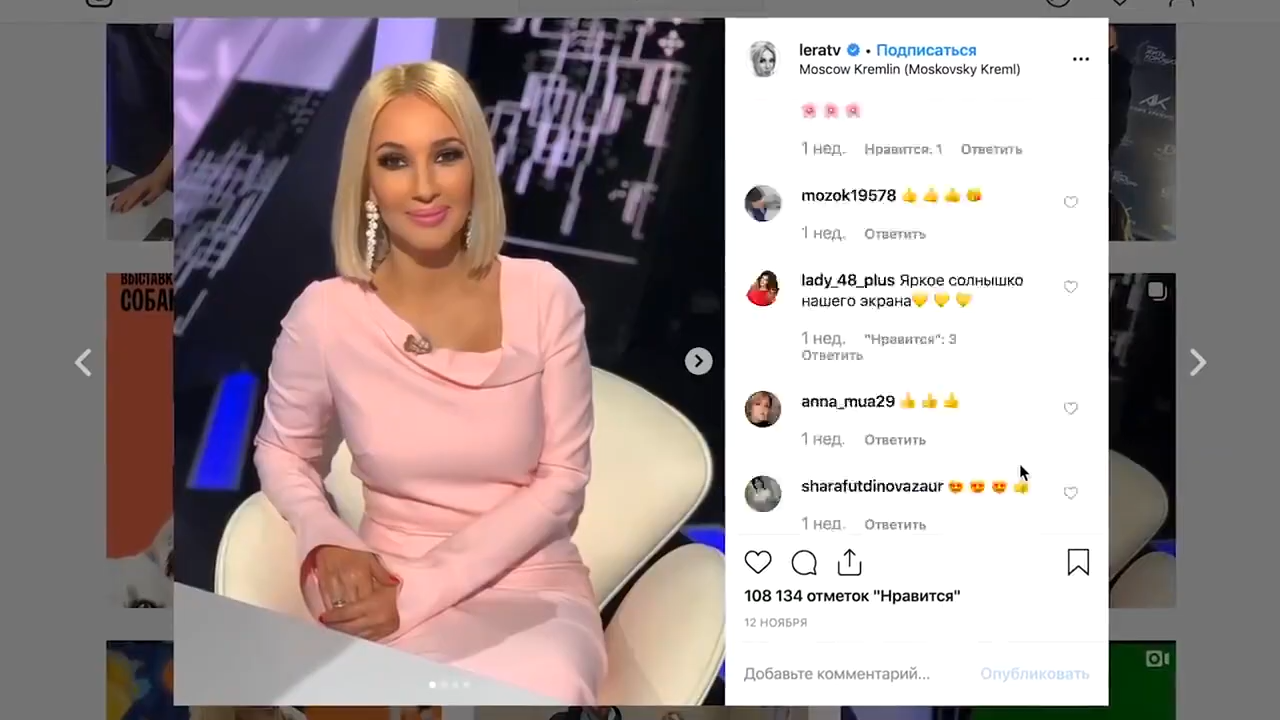 leratv • Подписаться
Moscow Kremlin (Moskovsky Kreml)
1 нед. Нравится: 1 Ответить
mozok19578
1 нед. Ответить
lady_48_plus Яркое солнышко
нашего экрана
1 нед. "Нравится": 3
Ответить
anna_mua29
1 нед. Ответить
sharafutdinovazaur
1 нед. Ответить
108 134 отметок "Нравится"
12 НОЯБРЯ
Добавьте комментарий... Опубликовать
ВЫСТАВК
СОБАК